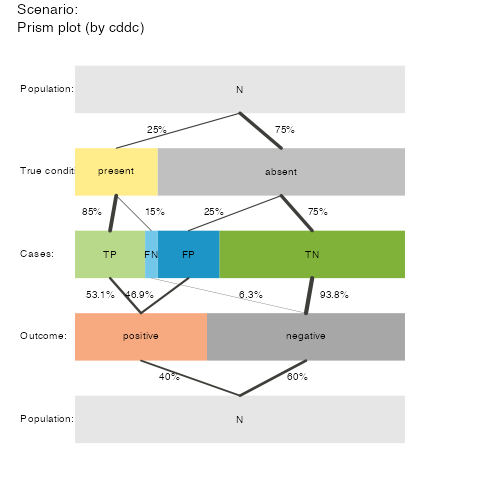 Scenario:
Prism plot (by cddc)
Population: N
25% 75%
True condit present absent
85% 15% 25% 75%
Cases: TP FN FP TN
53.1% 46.9% 6.3% 93.8%
Outcome: positive negative
40% 60%
Population: N